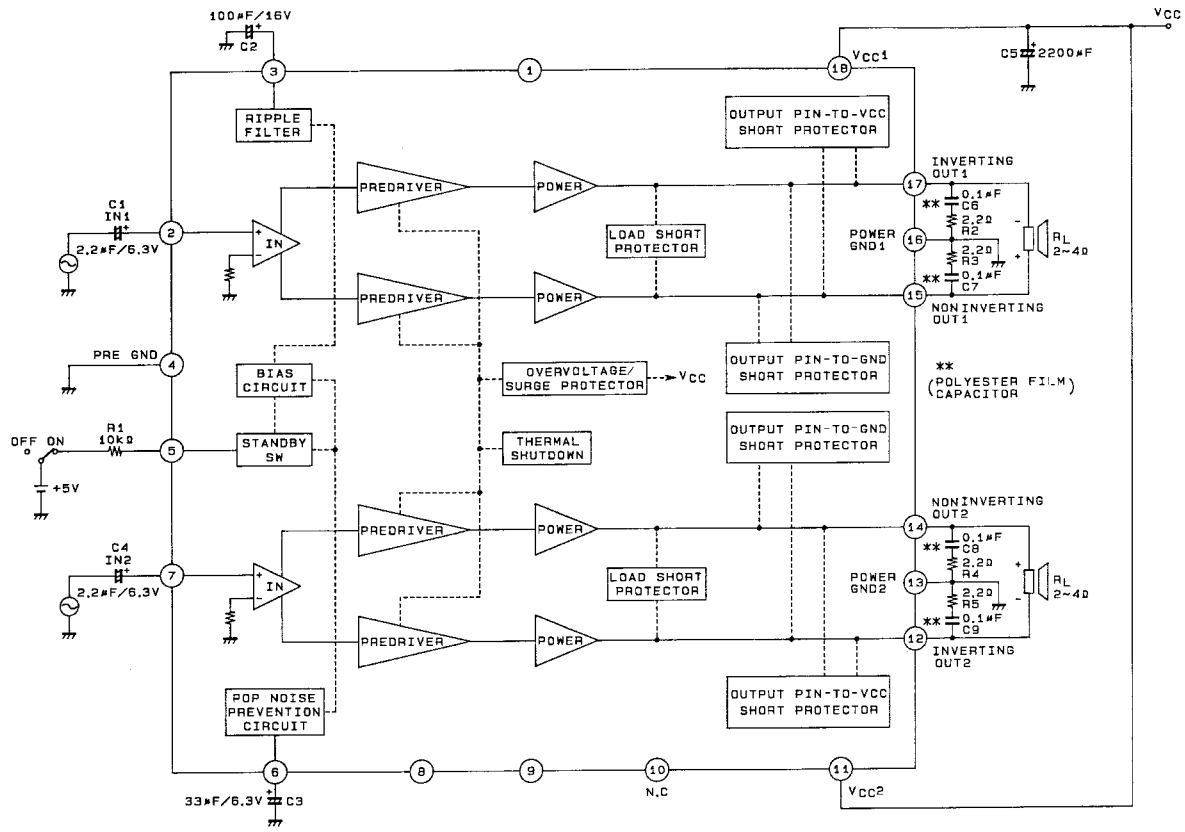 100μF/16V
C2
VCC
C5 + 2200μF
3
1
18
VCC1
RIPPLE
FILTER
OUTPUT PIN-TO-VCC
SHORT PROTECTOR
PREDRIVER
POWER
INVERTING
OUT1
17
0.1μF
C6
**
2.2Ω
R2
C1
IN1
2.2μF/6.3V
2
+
IN
-
LOAD SHORT
PROTECTOR
POWER
GND1
16
2.2Ω
R3
0.1μF
C7
**
-
+
RL
2~4Ω
PREDRIVER
POWER
15
NONINVERTING
OUT1
PRE GND
4
BIAS
CIRCUIT
OVERVOLTAGE/
SURGE PROTECTOR
VCC
OUTPUT PIN-TO-GND
SHORT PROTECTOR
**
(POLYESTER FILM)
CAPACITOR
OFF ON
R1
10kΩ
5
STANDBY
SW
THERMAL
SHUTDOWN
OUTPUT PIN-TO-GND
SHORT PROTECTOR
+5V
PREDRIVER
POWER
14
NONINVERTING
OUT2
0.1μF
C8
**
2.2Ω
R4
C4
IN2
2.2μF/6.3V
7
+
IN
-
LOAD SHORT
PROTECTOR
POWER
GND2
13
2.2Ω
R5
0.1μF
C9
**
+
-
RL
2~4Ω
PREDRIVER
POWER
12
INVERTING
OUT2
POP NOISE
PREVENTION
CIRCUIT
OUTPUT PIN-TO-VCC
SHORT PROTECTOR
6
8
9
10
N.C
11
VCC2
33μF/6.3V
+
C3